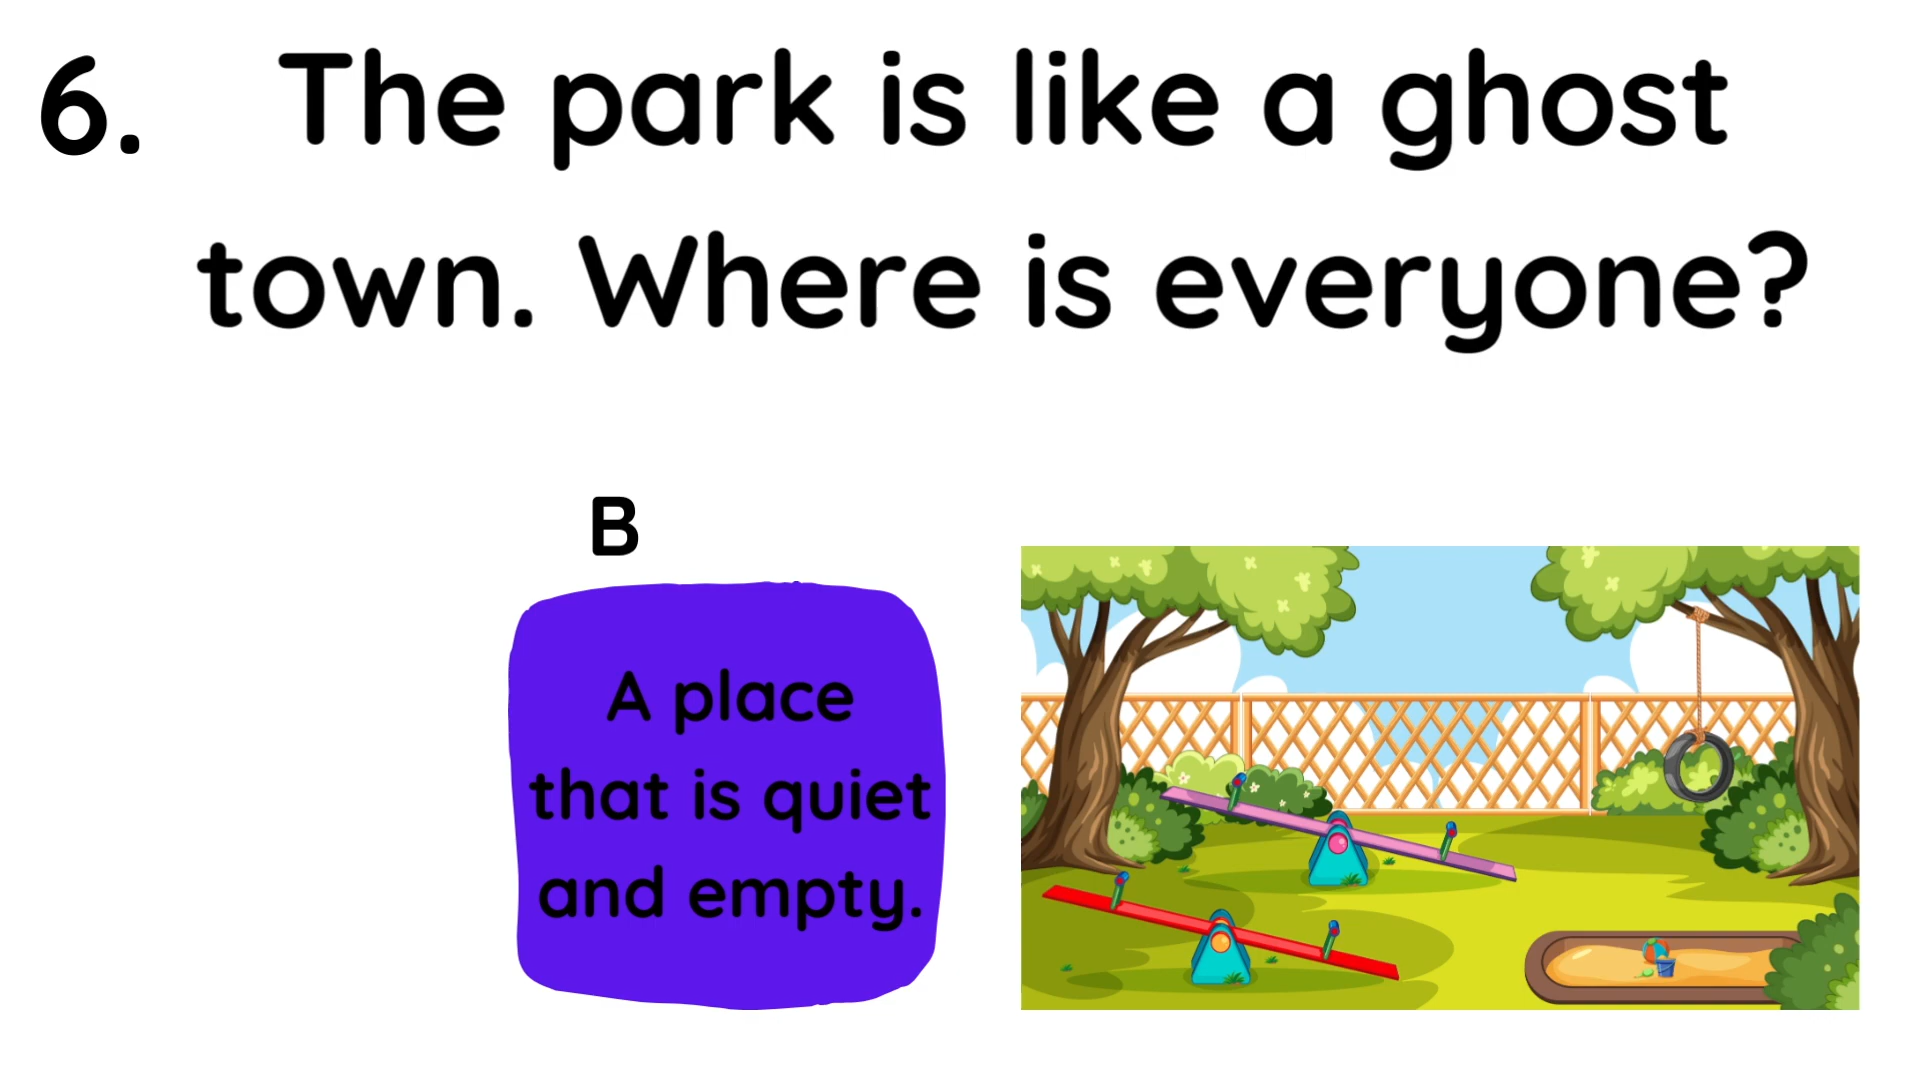 6. The park is like a ghost
town. Where is everyone?
B
A place
that is quiet
and empty.